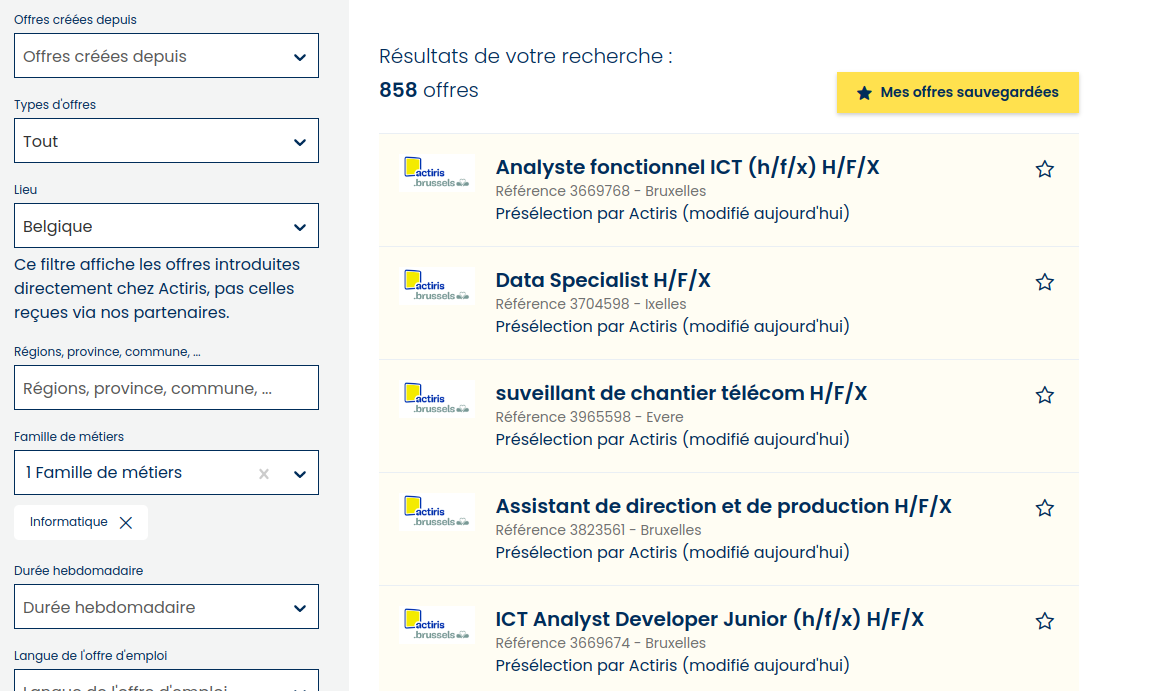 Offres créées depuis
Offres créées depuis
Types d'offres
Tout
Lieu
Belgique
Ce filtre affiche les offres introduites
directement chez Actiris, pas celles
reçues via nos partenaires.
Régions, province, commune, ...
Régions, province, commune, ...
Famille de métiers
1 Famille de métiers
Informatique
Durée hebdomadaire
Durée hebdomadaire
Langue de l'offre d'emploi
Langue de l'offre d'emploi
Résultats de votre recherche :
858 offres
Mes offres sauvegardées
actiris
.brussels
Analyste fonctionnel ICT (h/f/x) H/F/X
Référence 3669768 - Bruxelles
Présélection par Actiris (modifié aujourd'hui)
actiris
.brussels
Data Specialist H/F/X
Référence 3704598 - Ixelles
Présélection par Actiris (modifié aujourd'hui)
actiris
.brussels
suveillant de chantier télécom H/F/X
Référence 3965598 - Evere
Présélection par Actiris (modifié aujourd'hui)
actiris
.brussels
Assistant de direction et de production H/F/X
Référence 3823561 - Bruxelles
Présélection par Actiris (modifié aujourd'hui)
actiris
.brussels
ICT Analyst Developer Junior (h/f/x) H/F/X
Référence 3669674 - Bruxelles
Présélection par Actiris (modifié aujourd'hui)